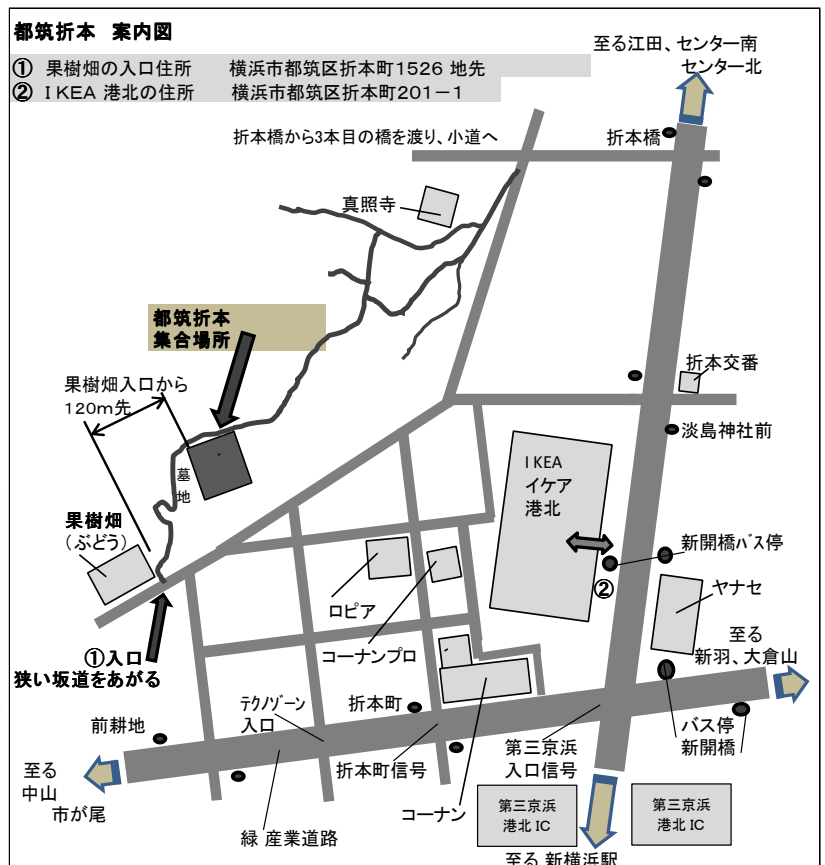 都筑折本 案内図
① 果樹畑の入口住所 横浜市都筑区折本町1526 地先
② IKEA 港北の住所 横浜市都筑区折本町201－1
至る江田、センター南
センター北
折本橋から3本目の橋を渡り、小道へ
折本橋
真照寺
都筑折本
集合場所
折本交番
果樹畑入口から
120m先
淡島神社前
墓地
IKEA
イケア
港北
果樹畑
（ぶどう）
新開橋バス停
②
ヤナセ
ロピア
コーナンプロ
至る
新羽、大倉山
①入口
狭い坂道をあがる
テクノゾーン
入口
折本町
前耕地
バス停
新開橋
折本町信号
第三京浜
入口信号
至る
中山
市が尾
コーナン
第三京浜
港北 IC
第三京浜
港北 IC
緑 産業道路
至る 新横浜駅